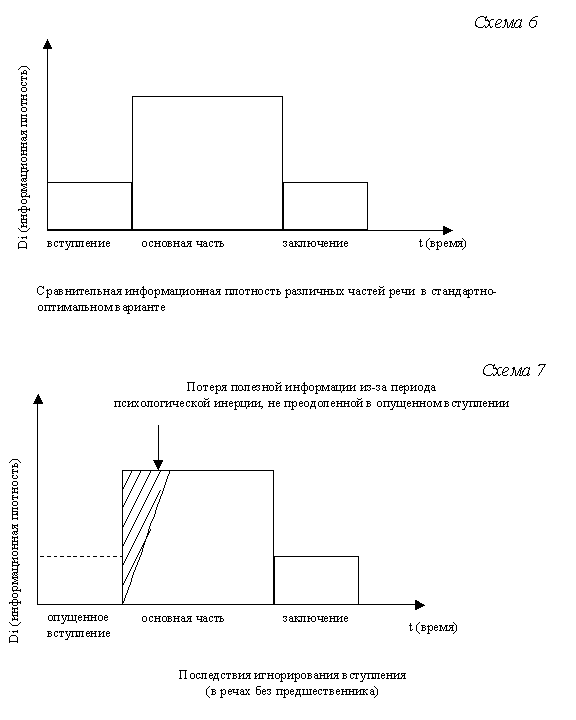 Схема 6
Di (информационная плотность)
вступление
основная часть
заключение
t (время)
Сравнительная информационная плотность различных частей речи в стандартно-
оптимальном варианте
Схема 7
Потеря полезной информации из-за периода
психологической инерции, не преодоленной в опущенном вступлении
Di (информационная плотность)
опущенное
вступление
основная часть
заключение
t (время)
Последствия игнорирования вступления
(в речах без предшественника)